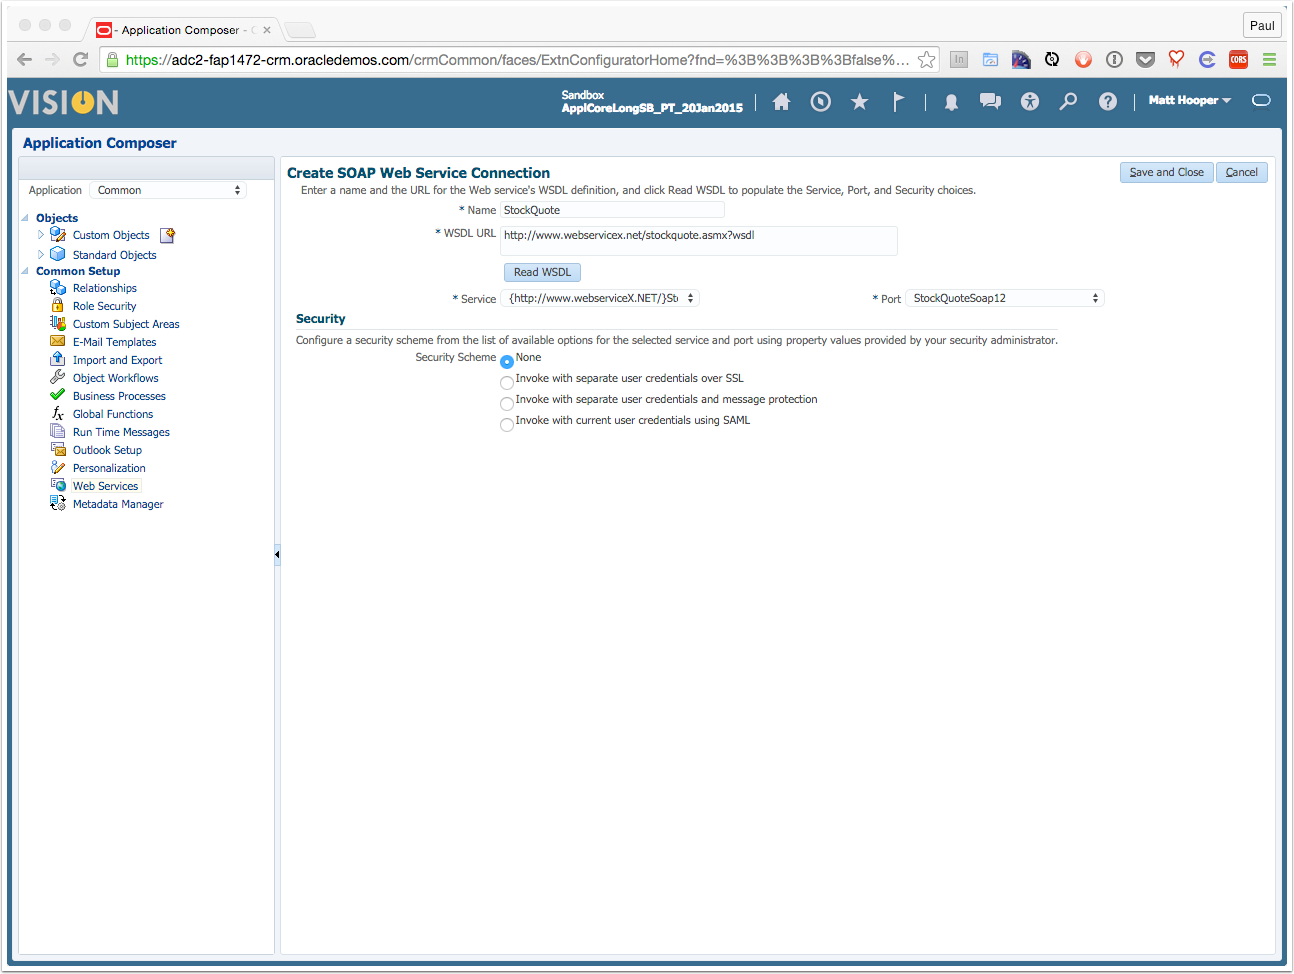 - Application Composer -
Paul
https://adc2-fap1472-crm.oracledemos.com/crmCommon/faces/ExtnConfiguratorHome?fnd=%3B%3B%3B%3Bfalse%...
CORS
VISION
Sandbox
ApplCoreLongSB_PT_20Jan2015
Matt Hooper
Application Composer
Application Common
Objects
Custom Objects
Standard Objects
Common Setup
Relationships
Role Security
Custom Subject Areas
E-Mail Templates
Import and Export
Object Workflows
Business Processes
Global Functions
Run Time Messages
Outlook Setup
Personalization
Web Services
Metadata Manager
Create SOAP Web Service Connection
Save and Close Cancel
Enter a name and the URL for the Web service's WSDL definition, and click Read WSDL to populate the Service, Port, and Security choices.
* Name StockQuote
* WSDL URL http://www.webservicex.net/stockquote.asmx?wsdl
Read WSDL
* Service {http://www.webserviceX.NET/}Sto
* Port StockQuoteSoap12
Security
Configure a security scheme from the list of available options for the selected service and port using property values provided by your security administrator.
Security Scheme None
Invoke with separate user credentials over SSL
Invoke with separate user credentials and message protection
Invoke with current user credentials using SAML